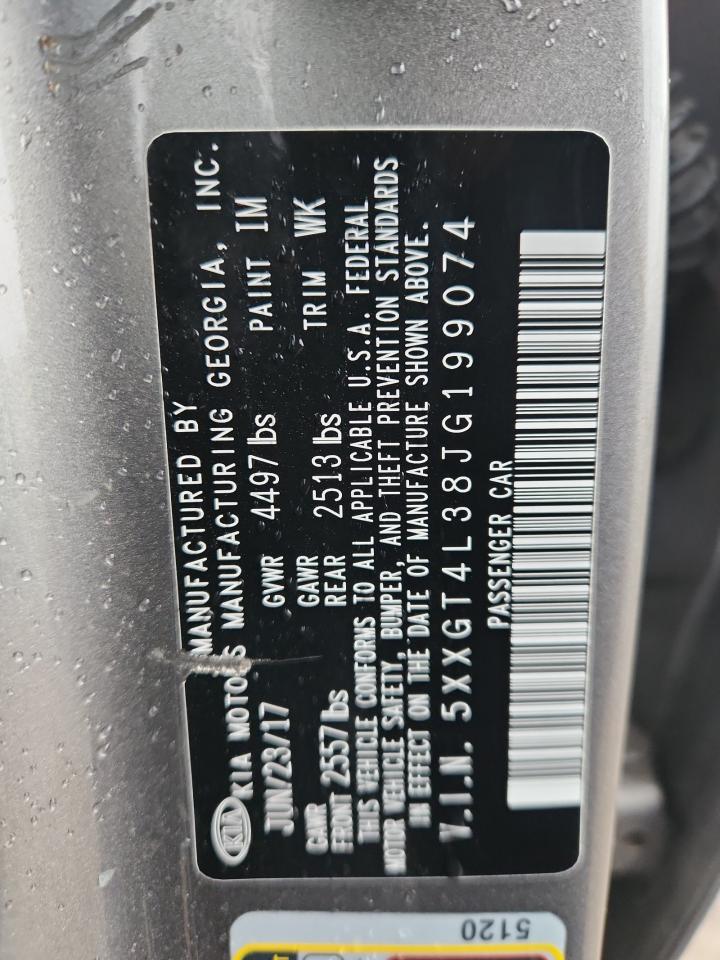 MANUFACTURED BY
KIA KIA MOTORS MANUFACTURING GEORGIA, INC.
JUN/23/17 GVWR 4497 lbs PAINT IM
GAWR FRONT 2557 lbs GAWR REAR 2513 lbs TRIM WK
THIS VEHICLE CONFORMS TO ALL APPLICABLE U.S.A. FEDERAL
MOTOR VEHICLE SAFETY, BUMPER, AND THEFT PREVENTION STANDARDS
IN EFFECT ON THE DATE OF MANUFACTURE SHOWN ABOVE.
V.I.N. 5XXGT4L38JG199074
PASSENGER CAR
5120